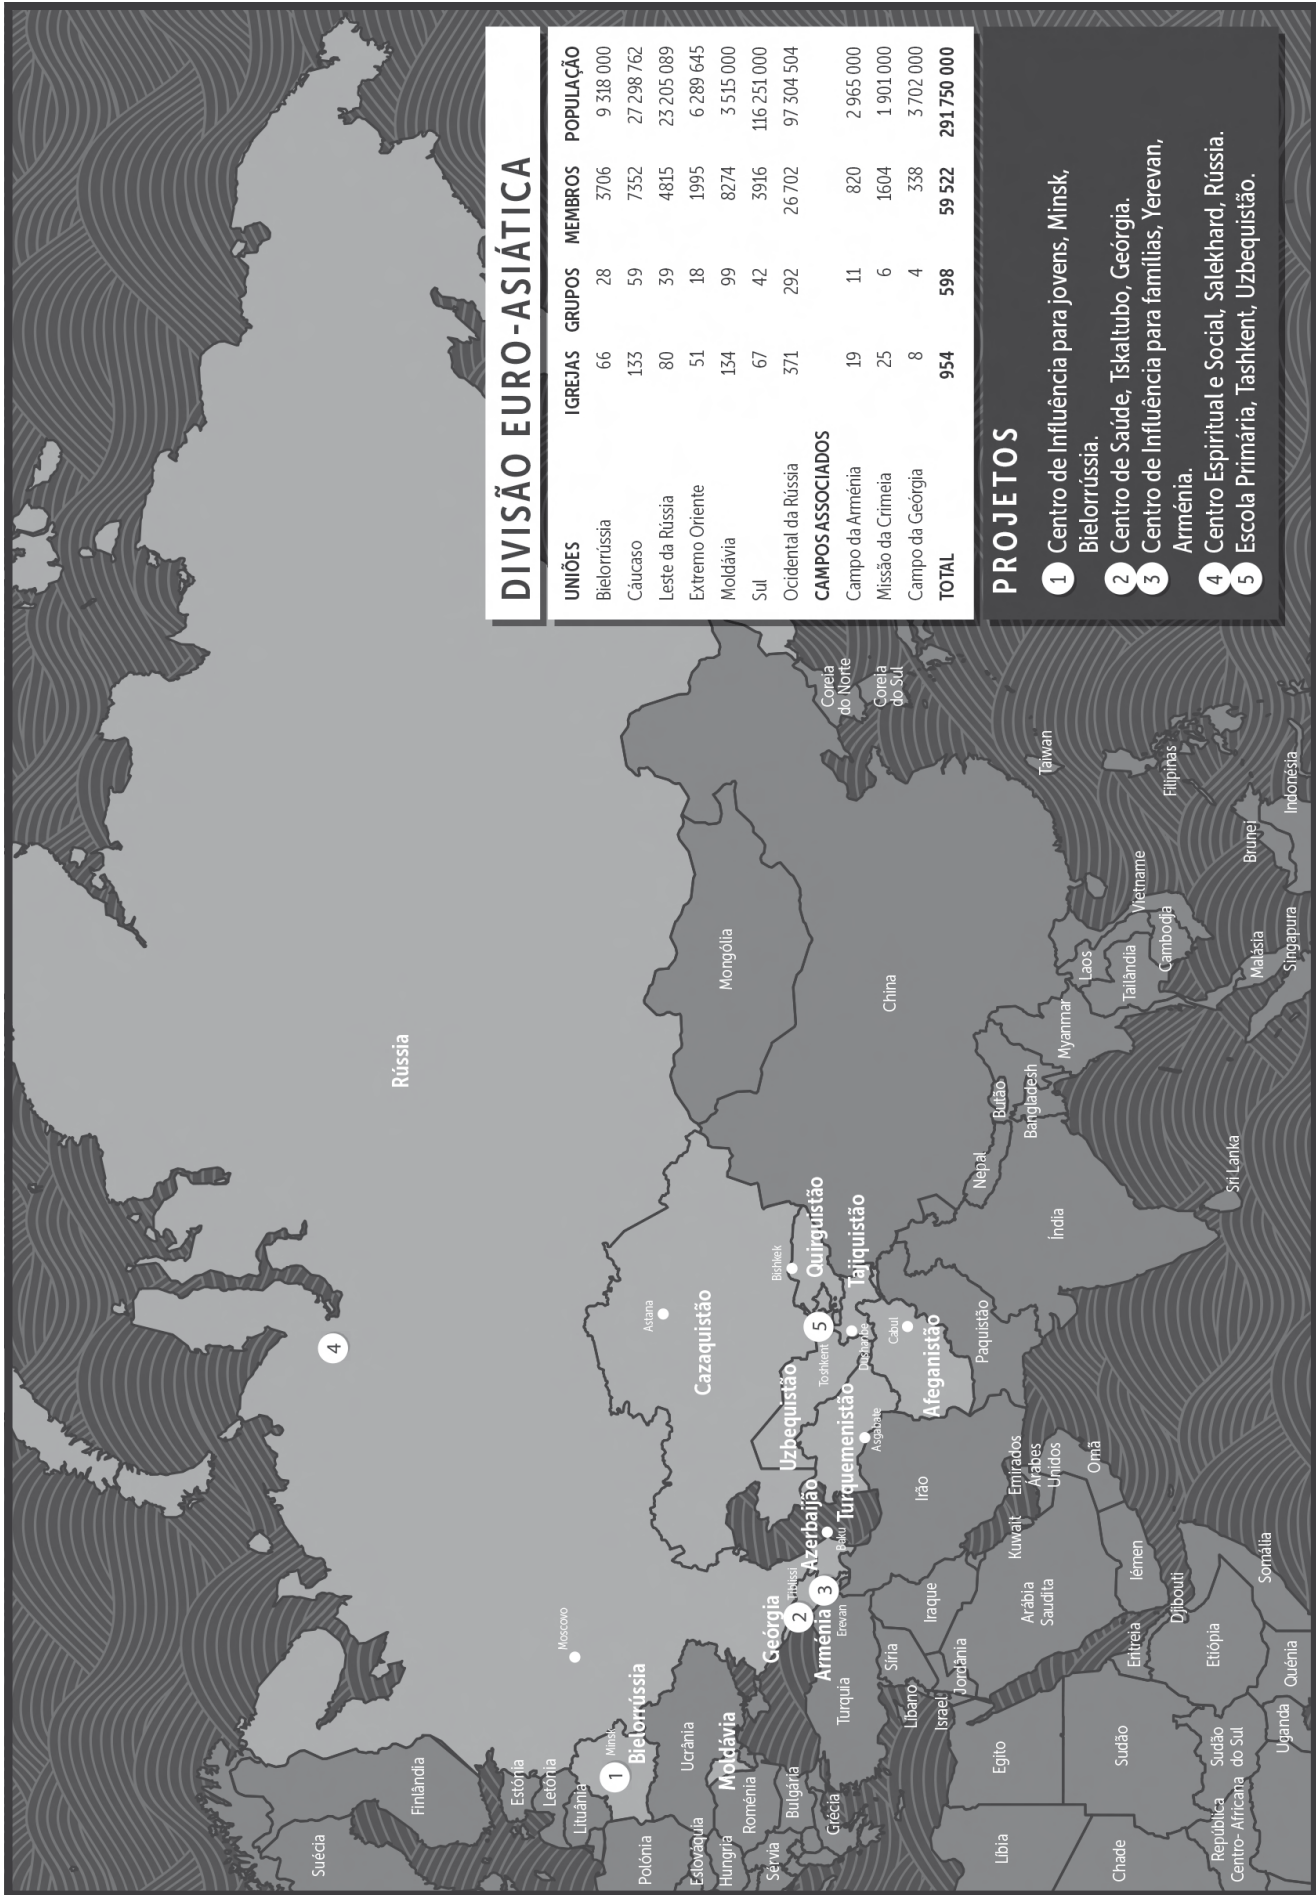 DIVISÃO EURO-ASIÁTICA
UNIÕES IGREJAS GRUPOS MEMBROS POPULAÇÃO
Bielorrússia 66 28 3706 9 318 000
Cáucaso 133 59 7352 27 298 762
Leste da Rússia 80 39 4815 23 205 089
Extremo Oriente 51 18 1995 6 289 645
Moldávia 134 99 8274 3 515 000
Sul 67 42 3916 116 251 000
Ocidental da Rússia 371 292 26 702 97 304 504
CAMPOS ASSOCIADOS
Campo da Arménia 19 11 820 2 965 000
Missão da Crimeia 25 6 1604 1 901 000
Campo da Geórgia 8 4 338 3 702 000
TOTAL 954 598 59 522 291 750 000
PROJETOS
1 Centro de Influência para jovens, Minsk,
Bielorrússia.
2 Centro de Saúde, Tskaltubo, Geórgia.
3 Centro de Influência para famílias, Yerevan,
Arménia.
4 Centro Espiritual e Social, Salekhard, Rússia.
5 Escola Primária, Tashkent, Uzbequistão.
Rússia
4
Suécia
Finlândia
Estónia
Letónia
Lituânia
Moscovo
Minsk
1
Bielorrússia
Polónia
Ucrânia
Eslováquia
Hungria
Moldávia
Roménia
Sérvia
Bulgária
Grécia
Astana
Cazaquistão
Mongólia
China
Bishkek
Quirguistão
Tajiquistão
5
Toshkent
Dushanbe
Uzbequistão
Turquemenistão
Asgabate
Cabul
Afeganistão
Azerbaijão
Baku
Geórgia
Tiblíssi
2
3
Arménia
Erevan
Turquia
Coreia
do Norte
Coreia
do Sul
Taiwan
Filipinas
Brunei
Indonésia
Vietname
Laos
Tailândia
Cambodja
Malásia
Singapura
Myanmar
Butão
Bangladesh
Nepal
Índia
Sri Lanka
Paquistão
Irão
Emirados
Árabes
Unidos
Omã
Kuwait
Iraque
Síria
Líbano
Israel
Jordânia
Arábia
Saudita
Iémen
Djibouti
Somália
Eritreia
Etiópia
Quénia
Uganda
Egito
Sudão
Sudão
do Sul
Líbia
Chade
República
Centro- Africana